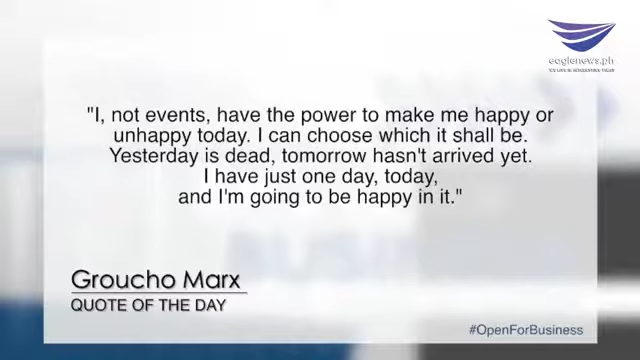 eaglenews.ph
"I, not events, have the power to make me happy or
unhappy today. I can choose which it shall be.
Yesterday is dead, tomorrow hasn't arrived yet.
I have just one day, today,
and I'm going to be happy in it."
Groucho Marx
QUOTE OF THE DAY
#OpenForBusiness